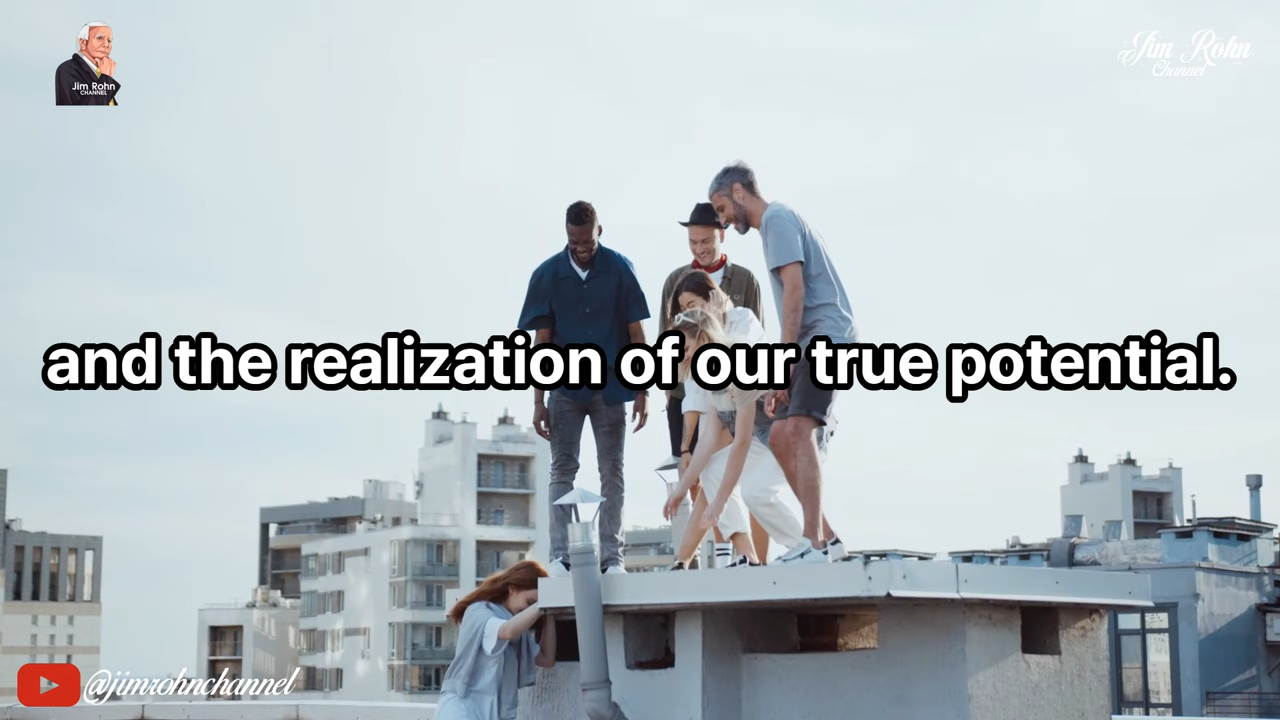 Jim Rohn
CHANNEL
Jim Rohn
Channel
and the realization of our true potential.
@jimrohnchannel